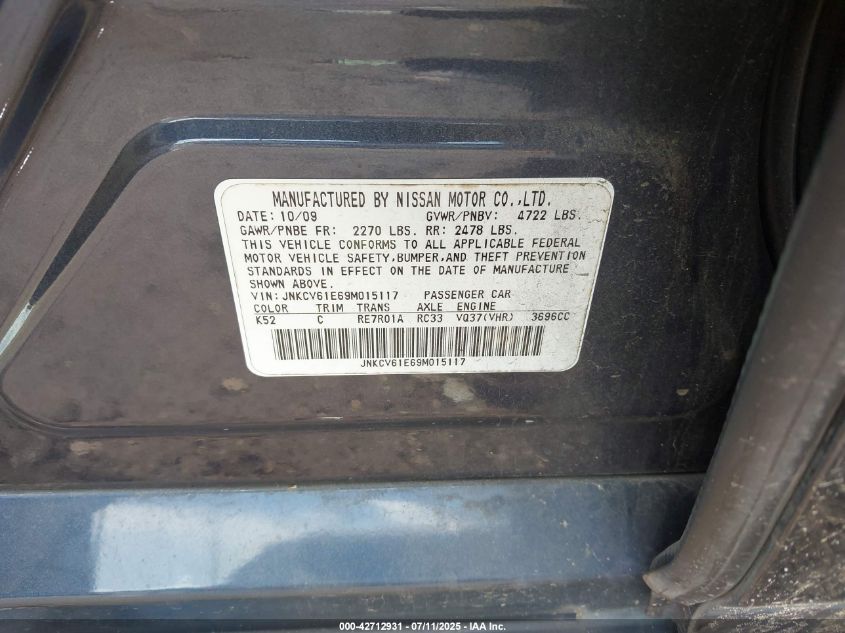 MANUFACTURED BY NISSAN MOTOR CO.,LTD.
DATE: 10/09 GVWR/PNBV: 4722 LBS.
GAWR/PNBE FR: 2270 LBS. RR: 2478 LBS.
THIS VEHICLE CONFORMS TO ALL APPLICABLE FEDERAL
MOTOR VEHICLE SAFETY,BUMPER,AND THEFT PREVENTION
STANDARDS IN EFFECT ON THE DATE OF MANUFACTURE
SHOWN ABOVE.
VIN: JNKCV61E69M015117 PASSENGER CAR
COLOR TRIM TRANS AXLE ENGINE
K52 C RE7R01A RC33 VQ37(VHR) 3696CC
JNKCV61E69M015117
000-42712931 - 07/11/2025 - IAA Inc.